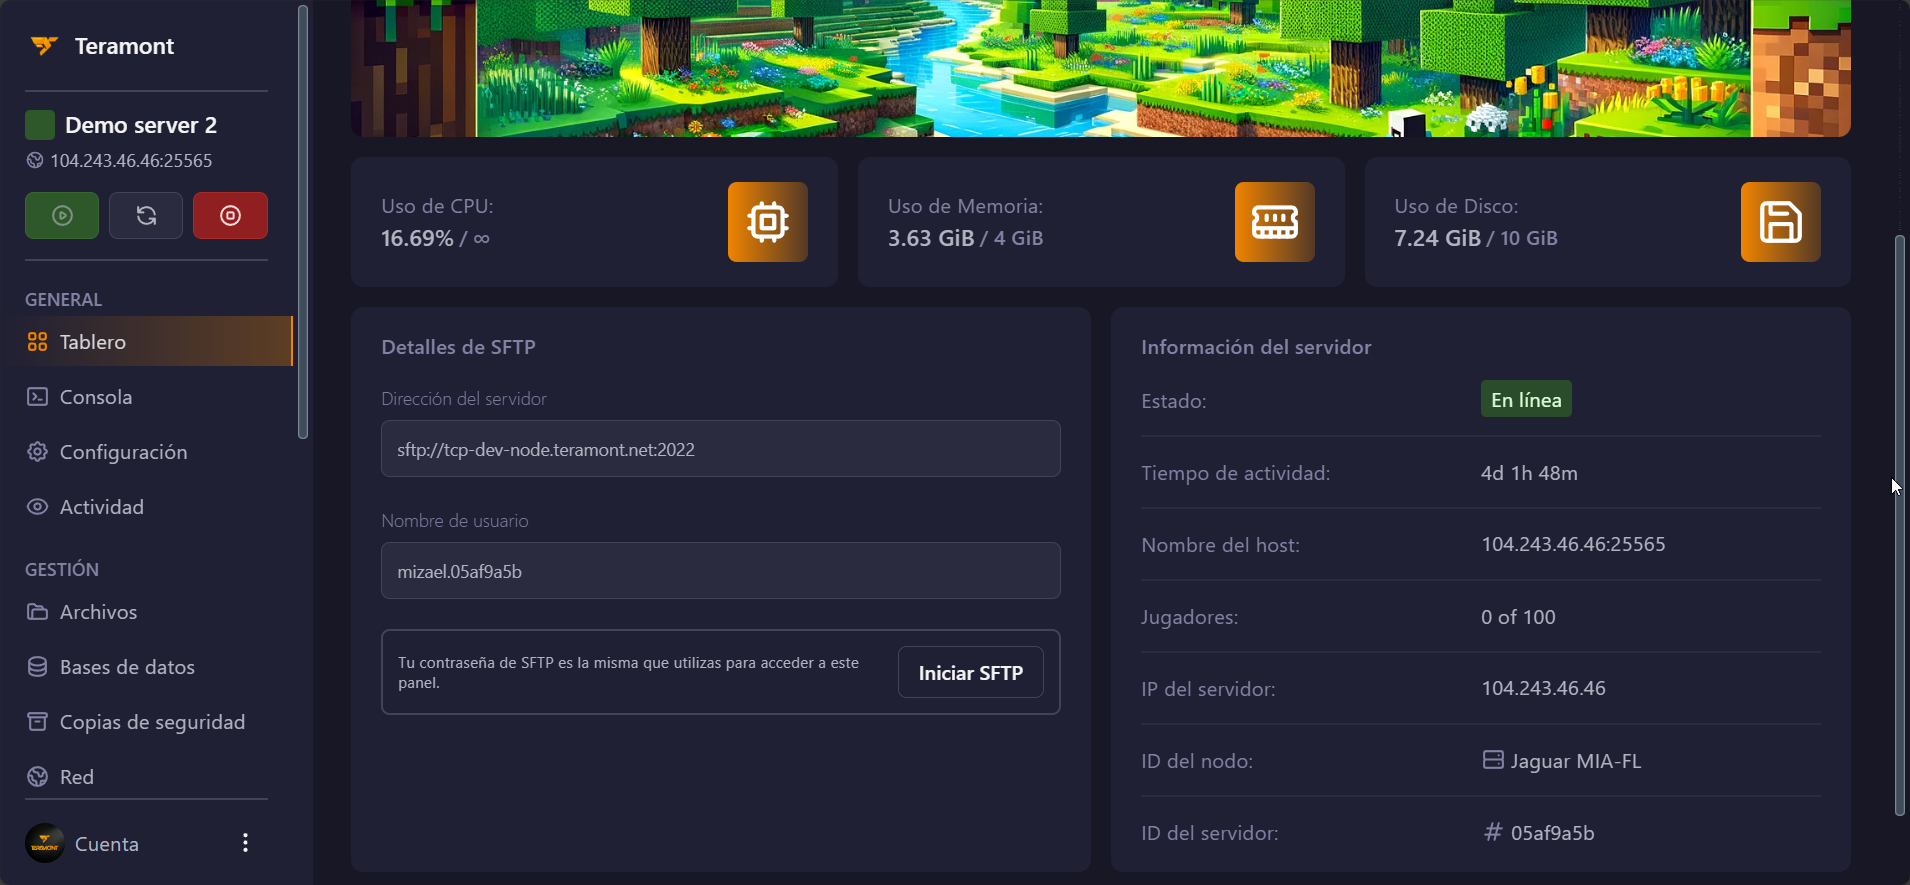 Teramont
Demo server 2
104.243.46.46:25565
GENERAL
Tablero
Consola
Configuración
Actividad
GESTIÓN
Archivos
Bases de datos
Copias de seguridad
Red
Cuenta
Uso de CPU:
16.69% / ∞
Uso de Memoria:
3.63 GiB / 4 GiB
Uso de Disco:
7.24 GiB / 10 GiB
Detalles de SFTP
Dirección del servidor
sftp://tcp-dev-node.teramont.net:2022
Nombre de usuario
mizael.05af9a5b
Tu contraseña de SFTP es la misma que utilizas para acceder a este
panel.
Iniciar SFTP
Información del servidor
Estado: En línea
Tiempo de actividad: 4d 1h 48m
Nombre del host: 104.243.46.46:25565
Jugadores: 0 of 100
IP del servidor: 104.243.46.46
ID del nodo: Jaguar MIA-FL
ID del servidor: # 05af9a5b